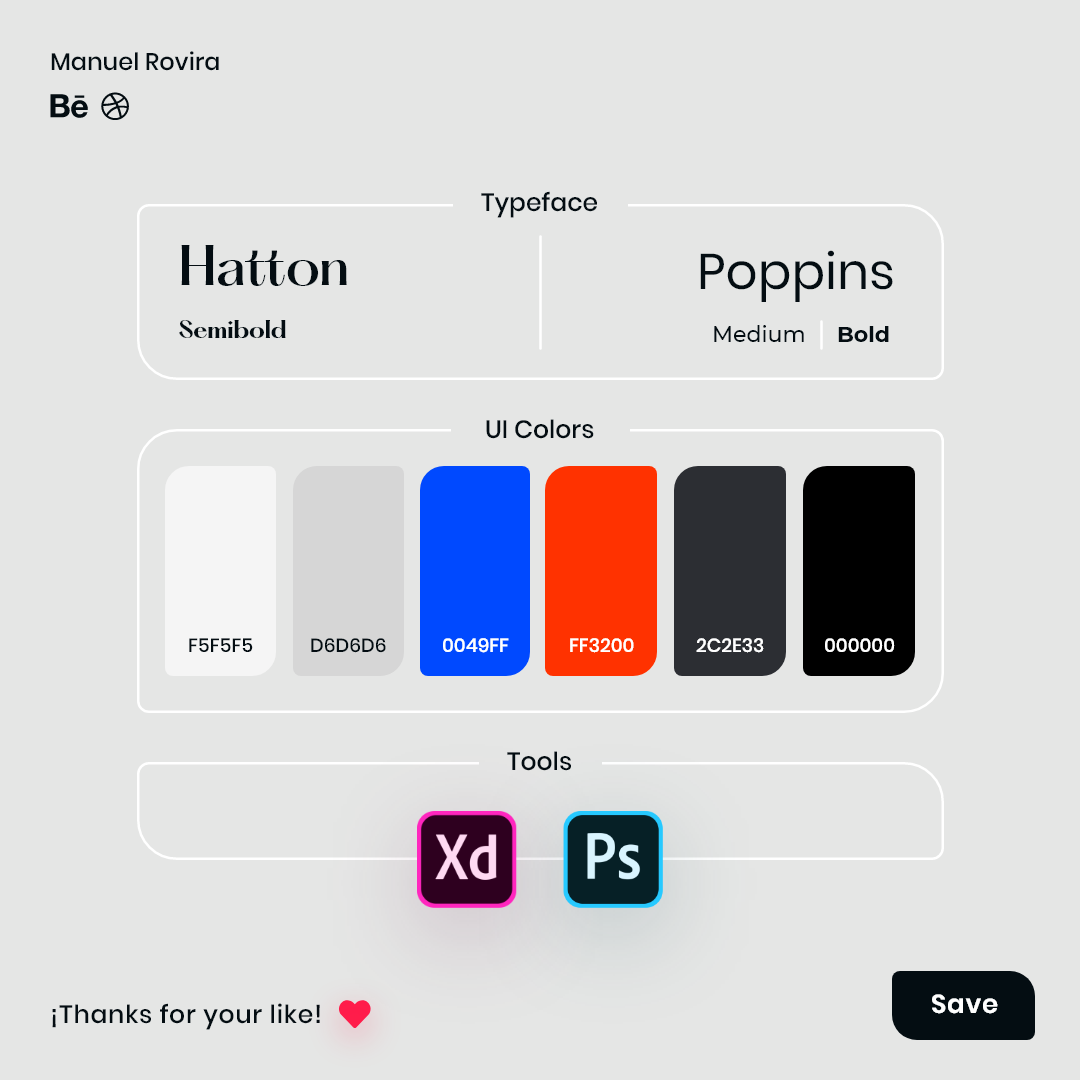 Manuel Rovira
Bē
Typeface
Hatton
Semibold
Poppins
Medium Bold
UI Colors
F5F5F5 D6D6D6 0049FF FF3200 2C2E33 000000
Tools
Xd Ps
¡Thanks for your like!
Save